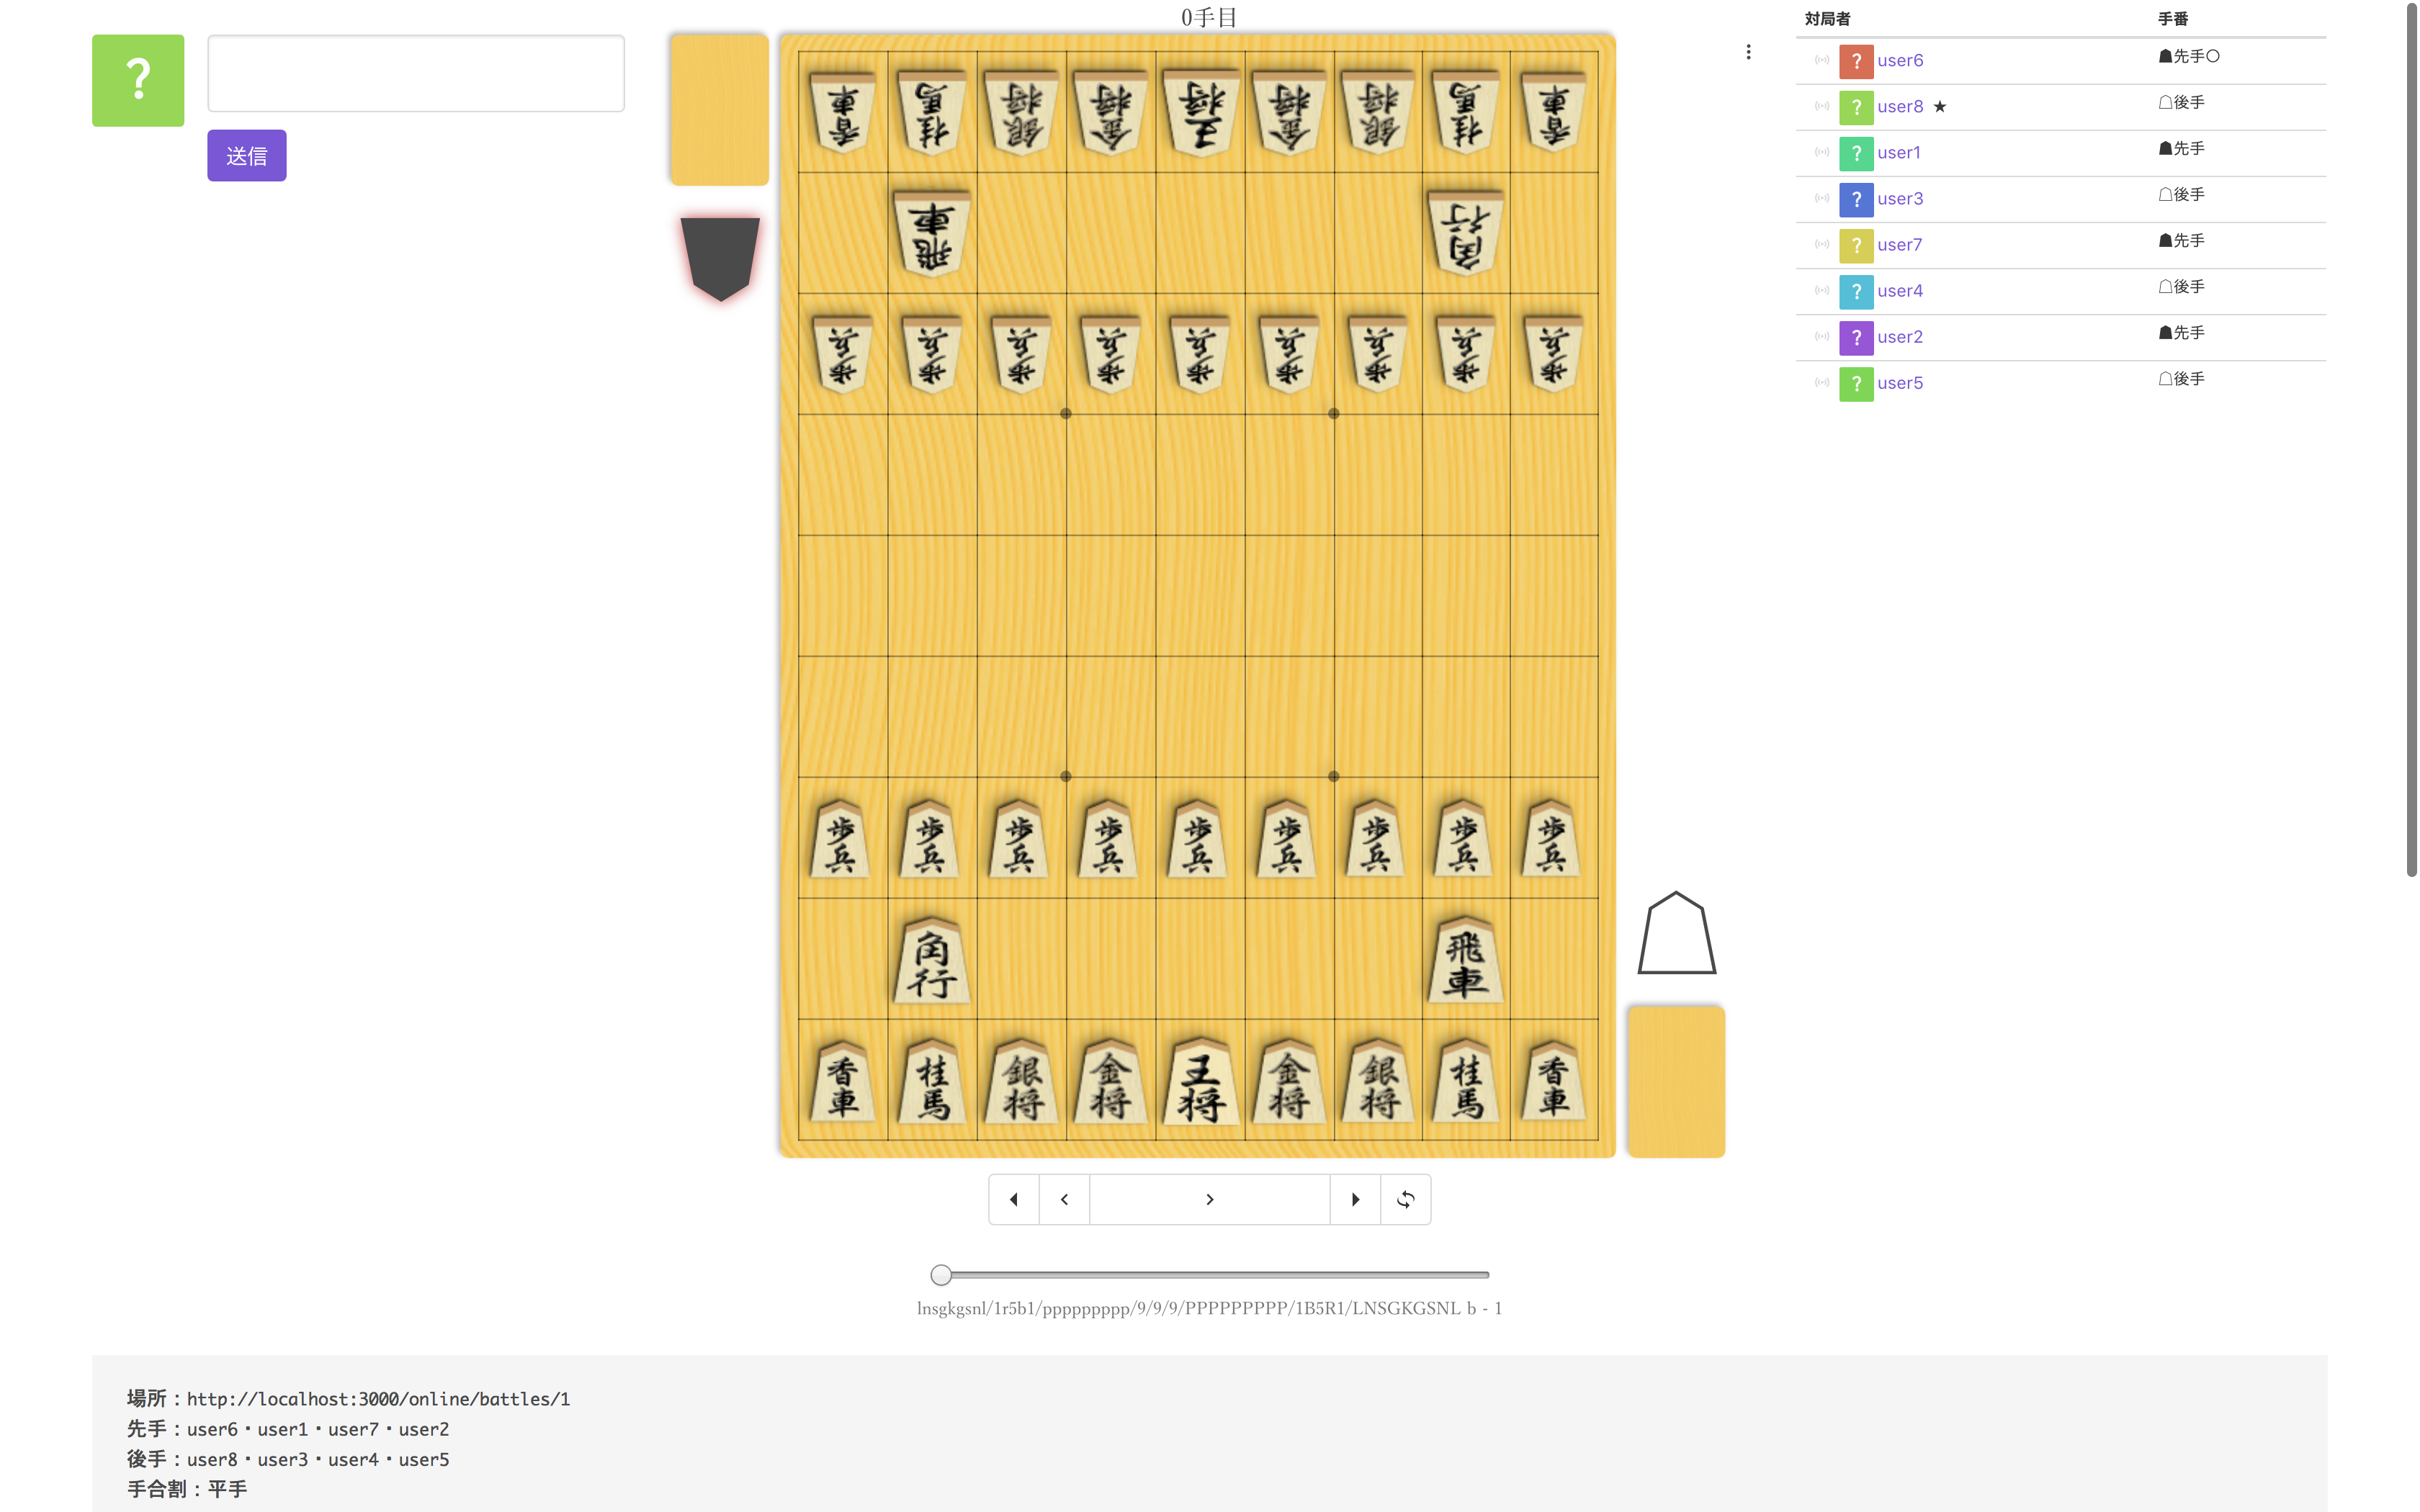 0手目
?
送信
対局者 手番
? user6 ☗先手○
? user8 ★ ☖後手
? user1 ☗先手
? user3 ☖後手
? user7 ☗先手
? user4 ☖後手
? user2 ☗先手
? user5 ☖後手
香車 桂馬 銀将 金将 王将 金将 銀将 桂馬 香車
飛車 角行
歩兵 歩兵 歩兵 歩兵 歩兵 歩兵 歩兵 歩兵 歩兵
歩兵 歩兵 歩兵 歩兵 歩兵 歩兵 歩兵 歩兵 歩兵
角行 飛車
香車 桂馬 銀将 金将 王将 金将 銀将 桂馬 香車
lnsgkgsnl/1r5b1/ppppppppp/9/9/9/PPPPPPPPP/1B5R1/LNSGKGSNL b - 1
場所：http://localhost:3000/online/battles/1
先手：user6・user1・user7・user2
後手：user8・user3・user4・user5
手合割：平手